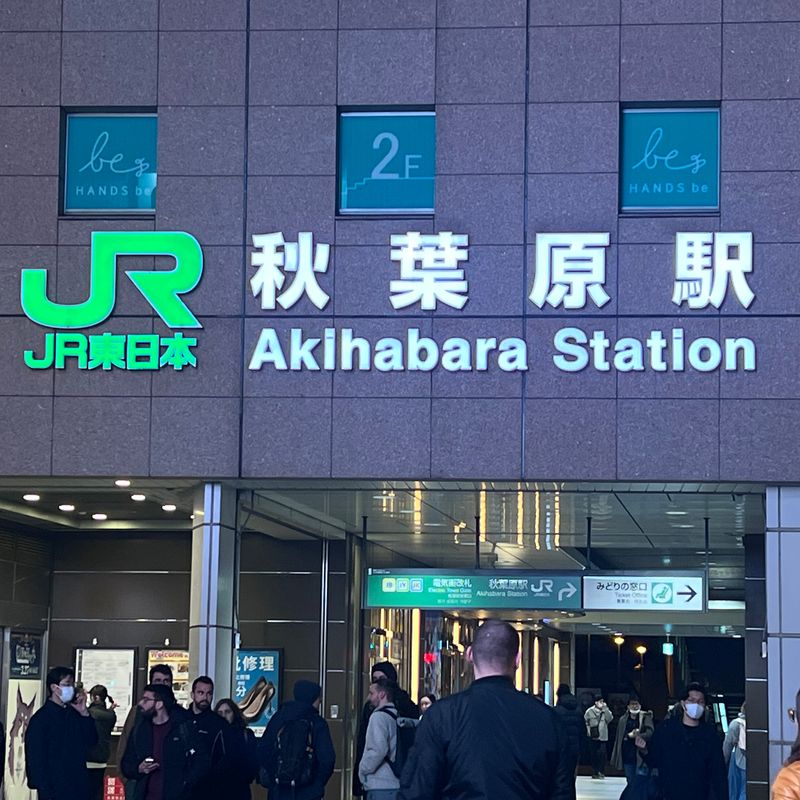 be
HANDS be
2F
be
HANDS be
JR
JR東日本
秋葉原駅
Akihabara Station
電気街改札
Electric Town Gate
秋葉原駅
Akihabara Station
JR
みどりの窓口
Ticket Office
Welcome
修理